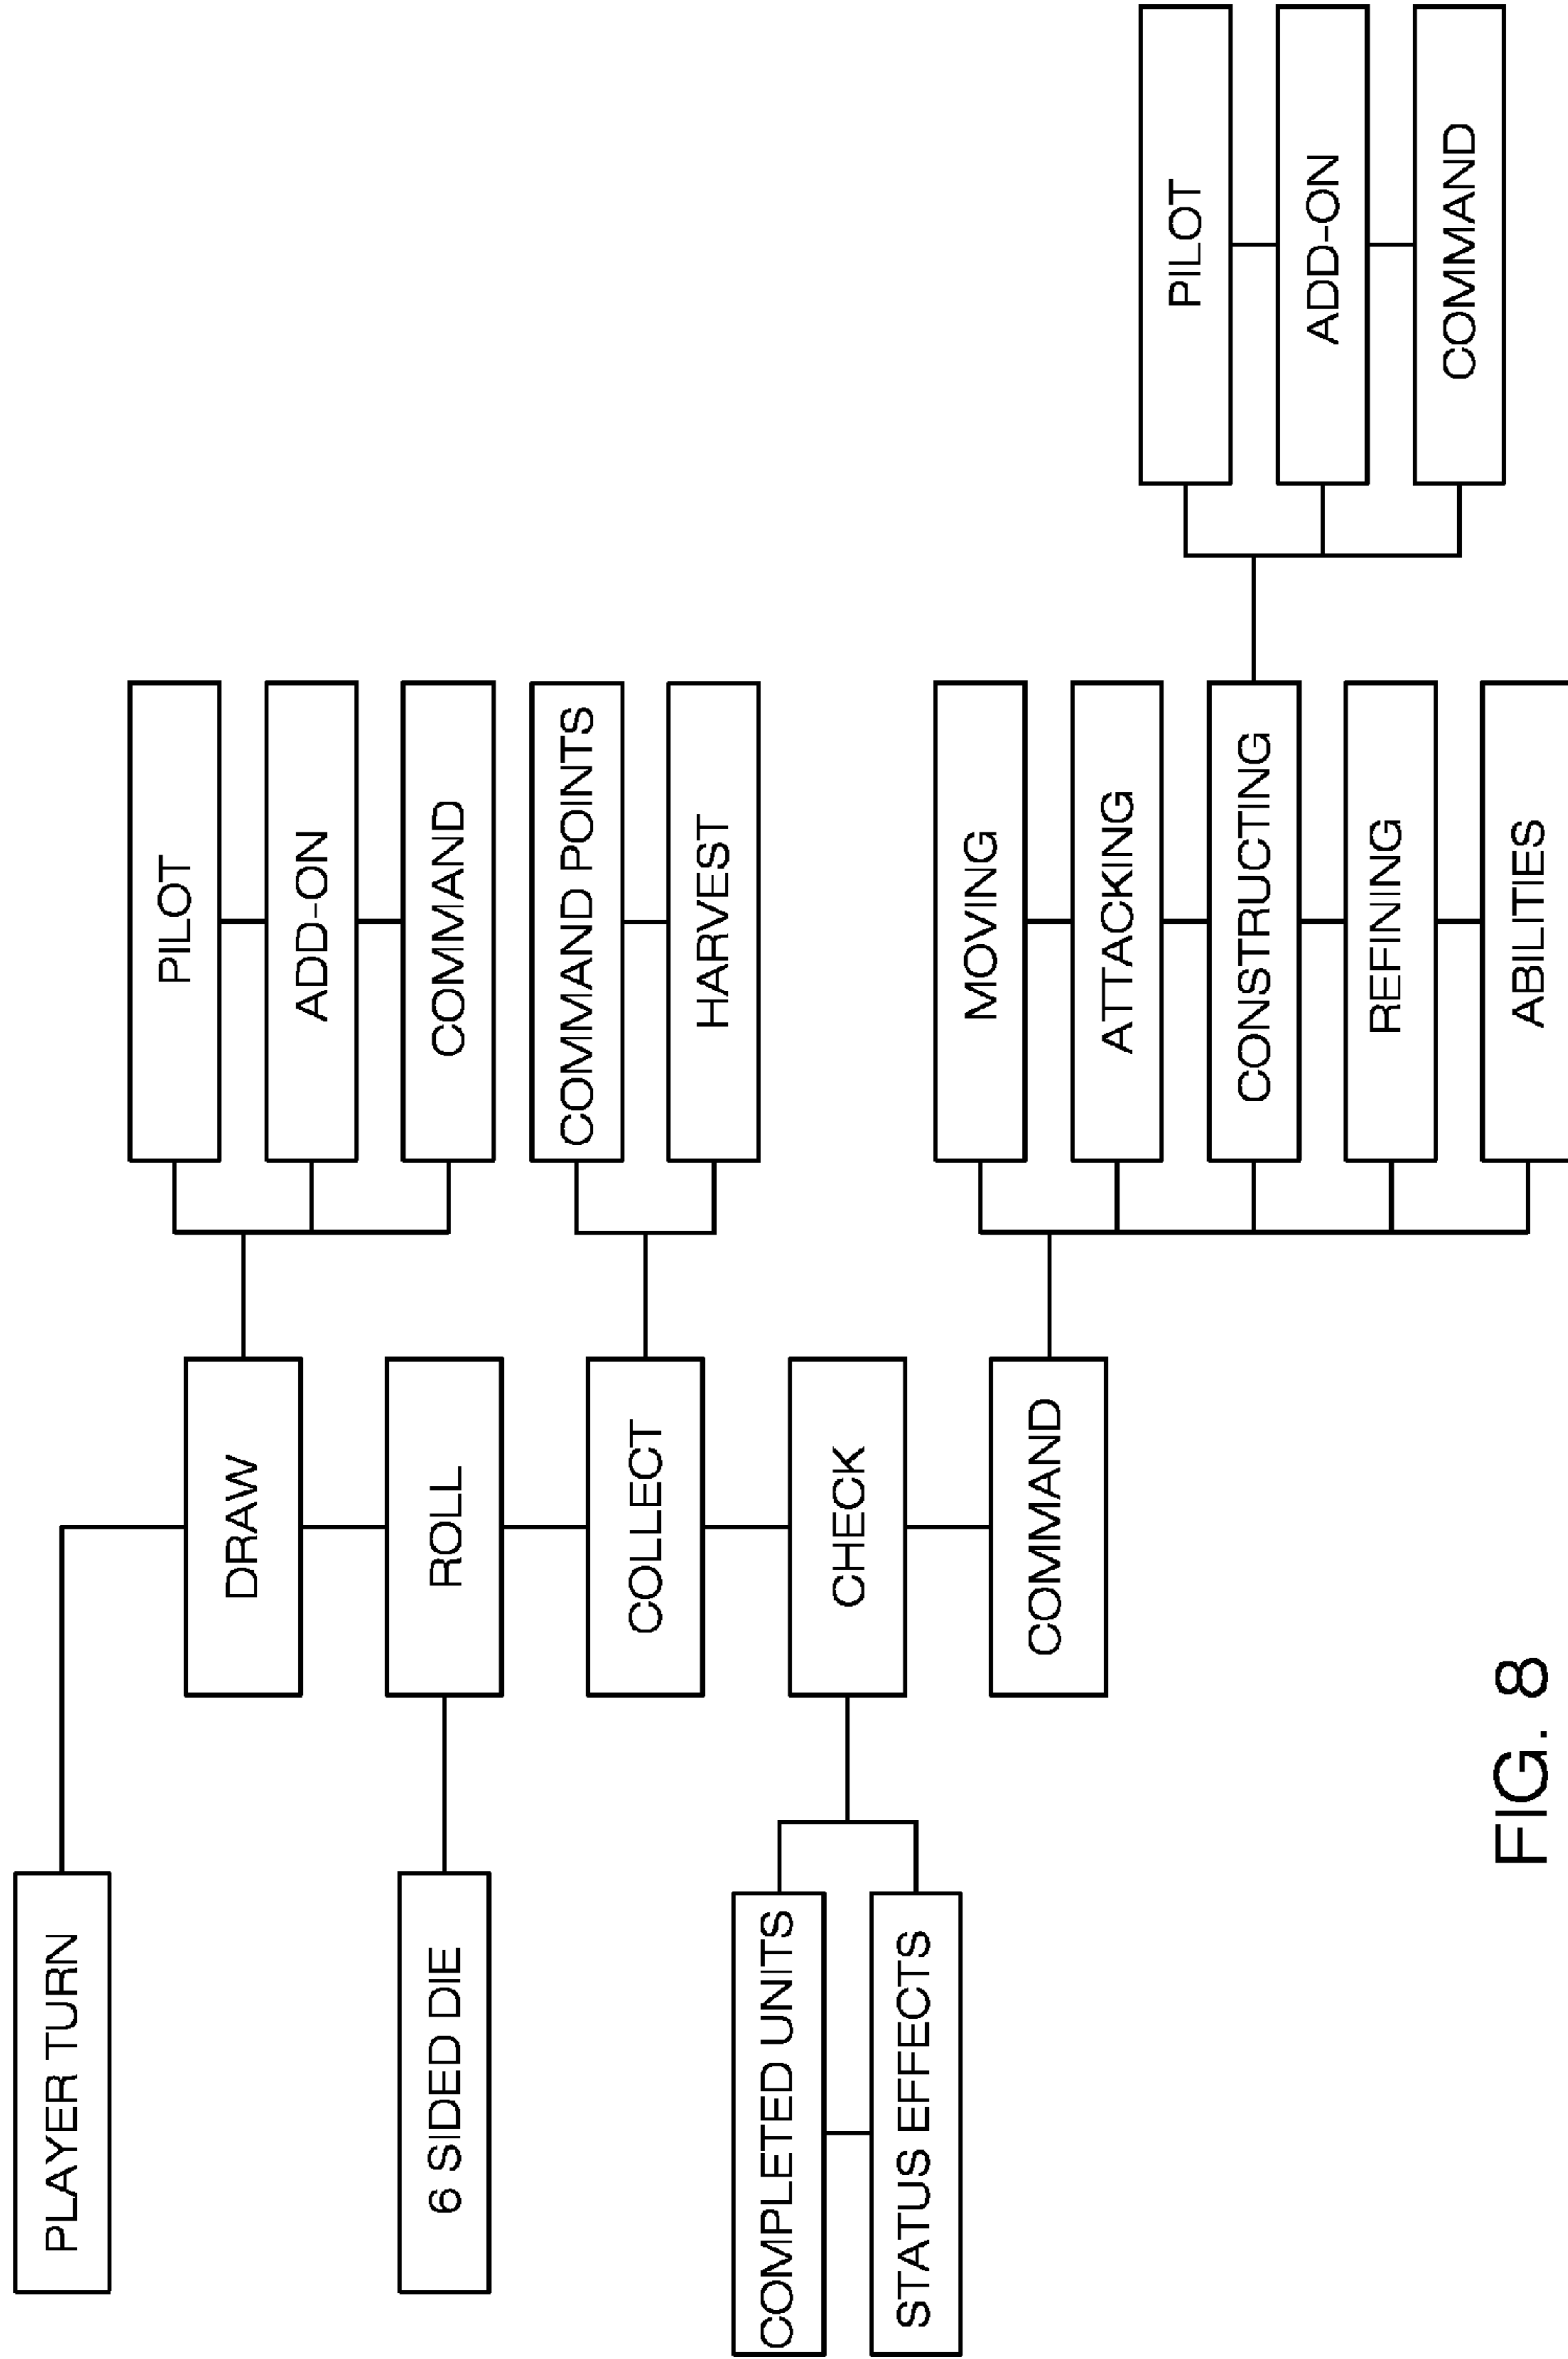 PLAYER TURN
DRAW
PILOT
ADD-ON
COMMAND
ROLL
6 SIDED DIE
COLLECT
COMMAND POINTS
HARVEST
CHECK
COMPLETED UNITS
STATUS EFFECTS
COMMAND
MOVING
ATTACKING
CONSTRUCTING
REFINING
ABILITIES
PILOT
ADD-ON
COMMAND
FIG. 8